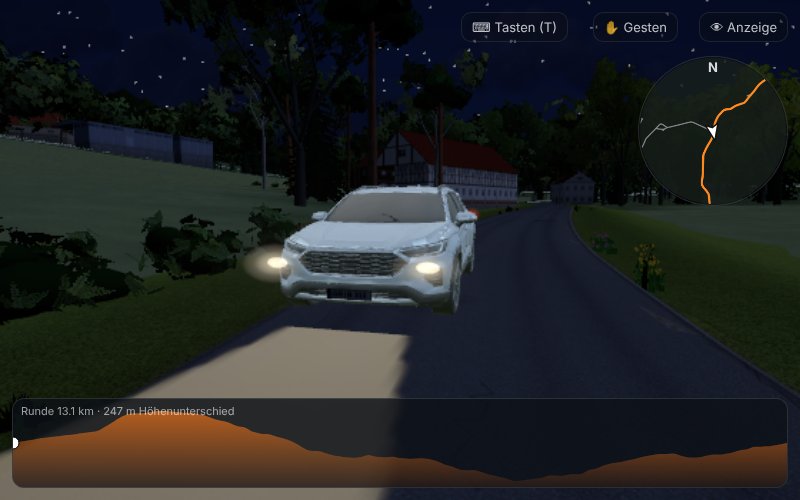 ⌨ Tasten (T)
✋ Gesten
👁 Anzeige
N
Runde 13.1 km · 247 m Höhenunterschied